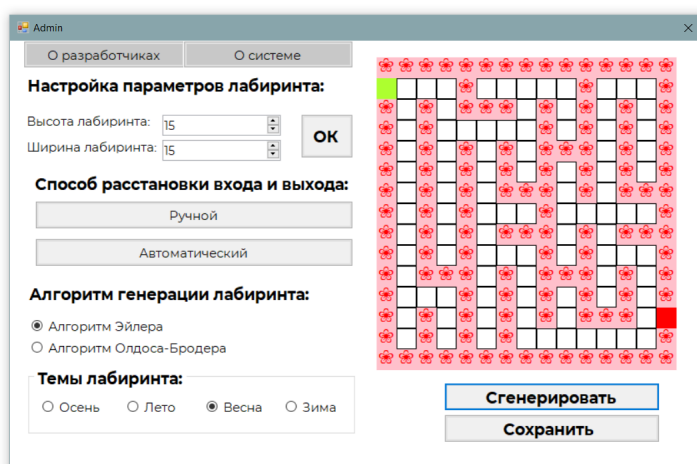 Admin
О разработчиках
О системе
Настройка параметров лабиринта:
Высота лабиринта: 15
Ширина лабиринта: 15
ОК
Способ расстановки входа и выхода:
Ручной
Автоматический
Алгоритм генерации лабиринта:
Алгоритм Эйлера
Алгоритм Олдоса-Бродера
Темы лабиринта:
Осень Лето Весна Зима
Сгенерировать
Сохранить